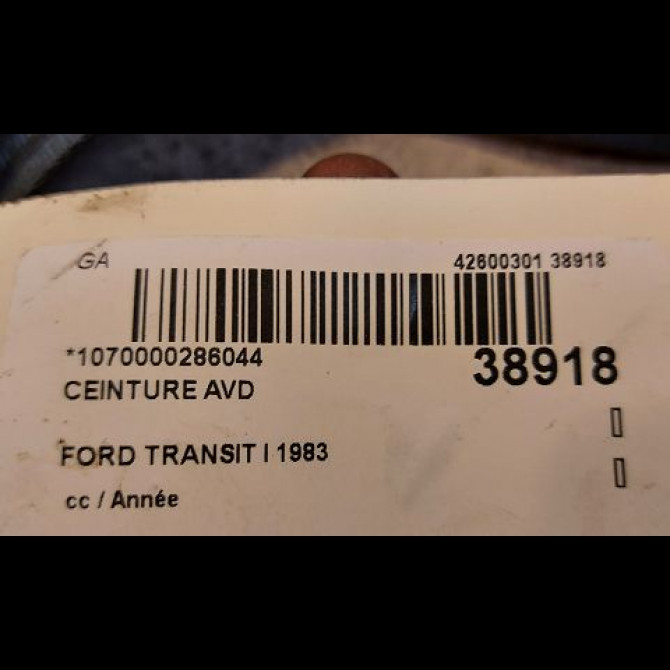 GA 42600301 38918
*1070000286044 38918
CEINTURE AVD
FORD TRANSIT I 1983
cc / Année